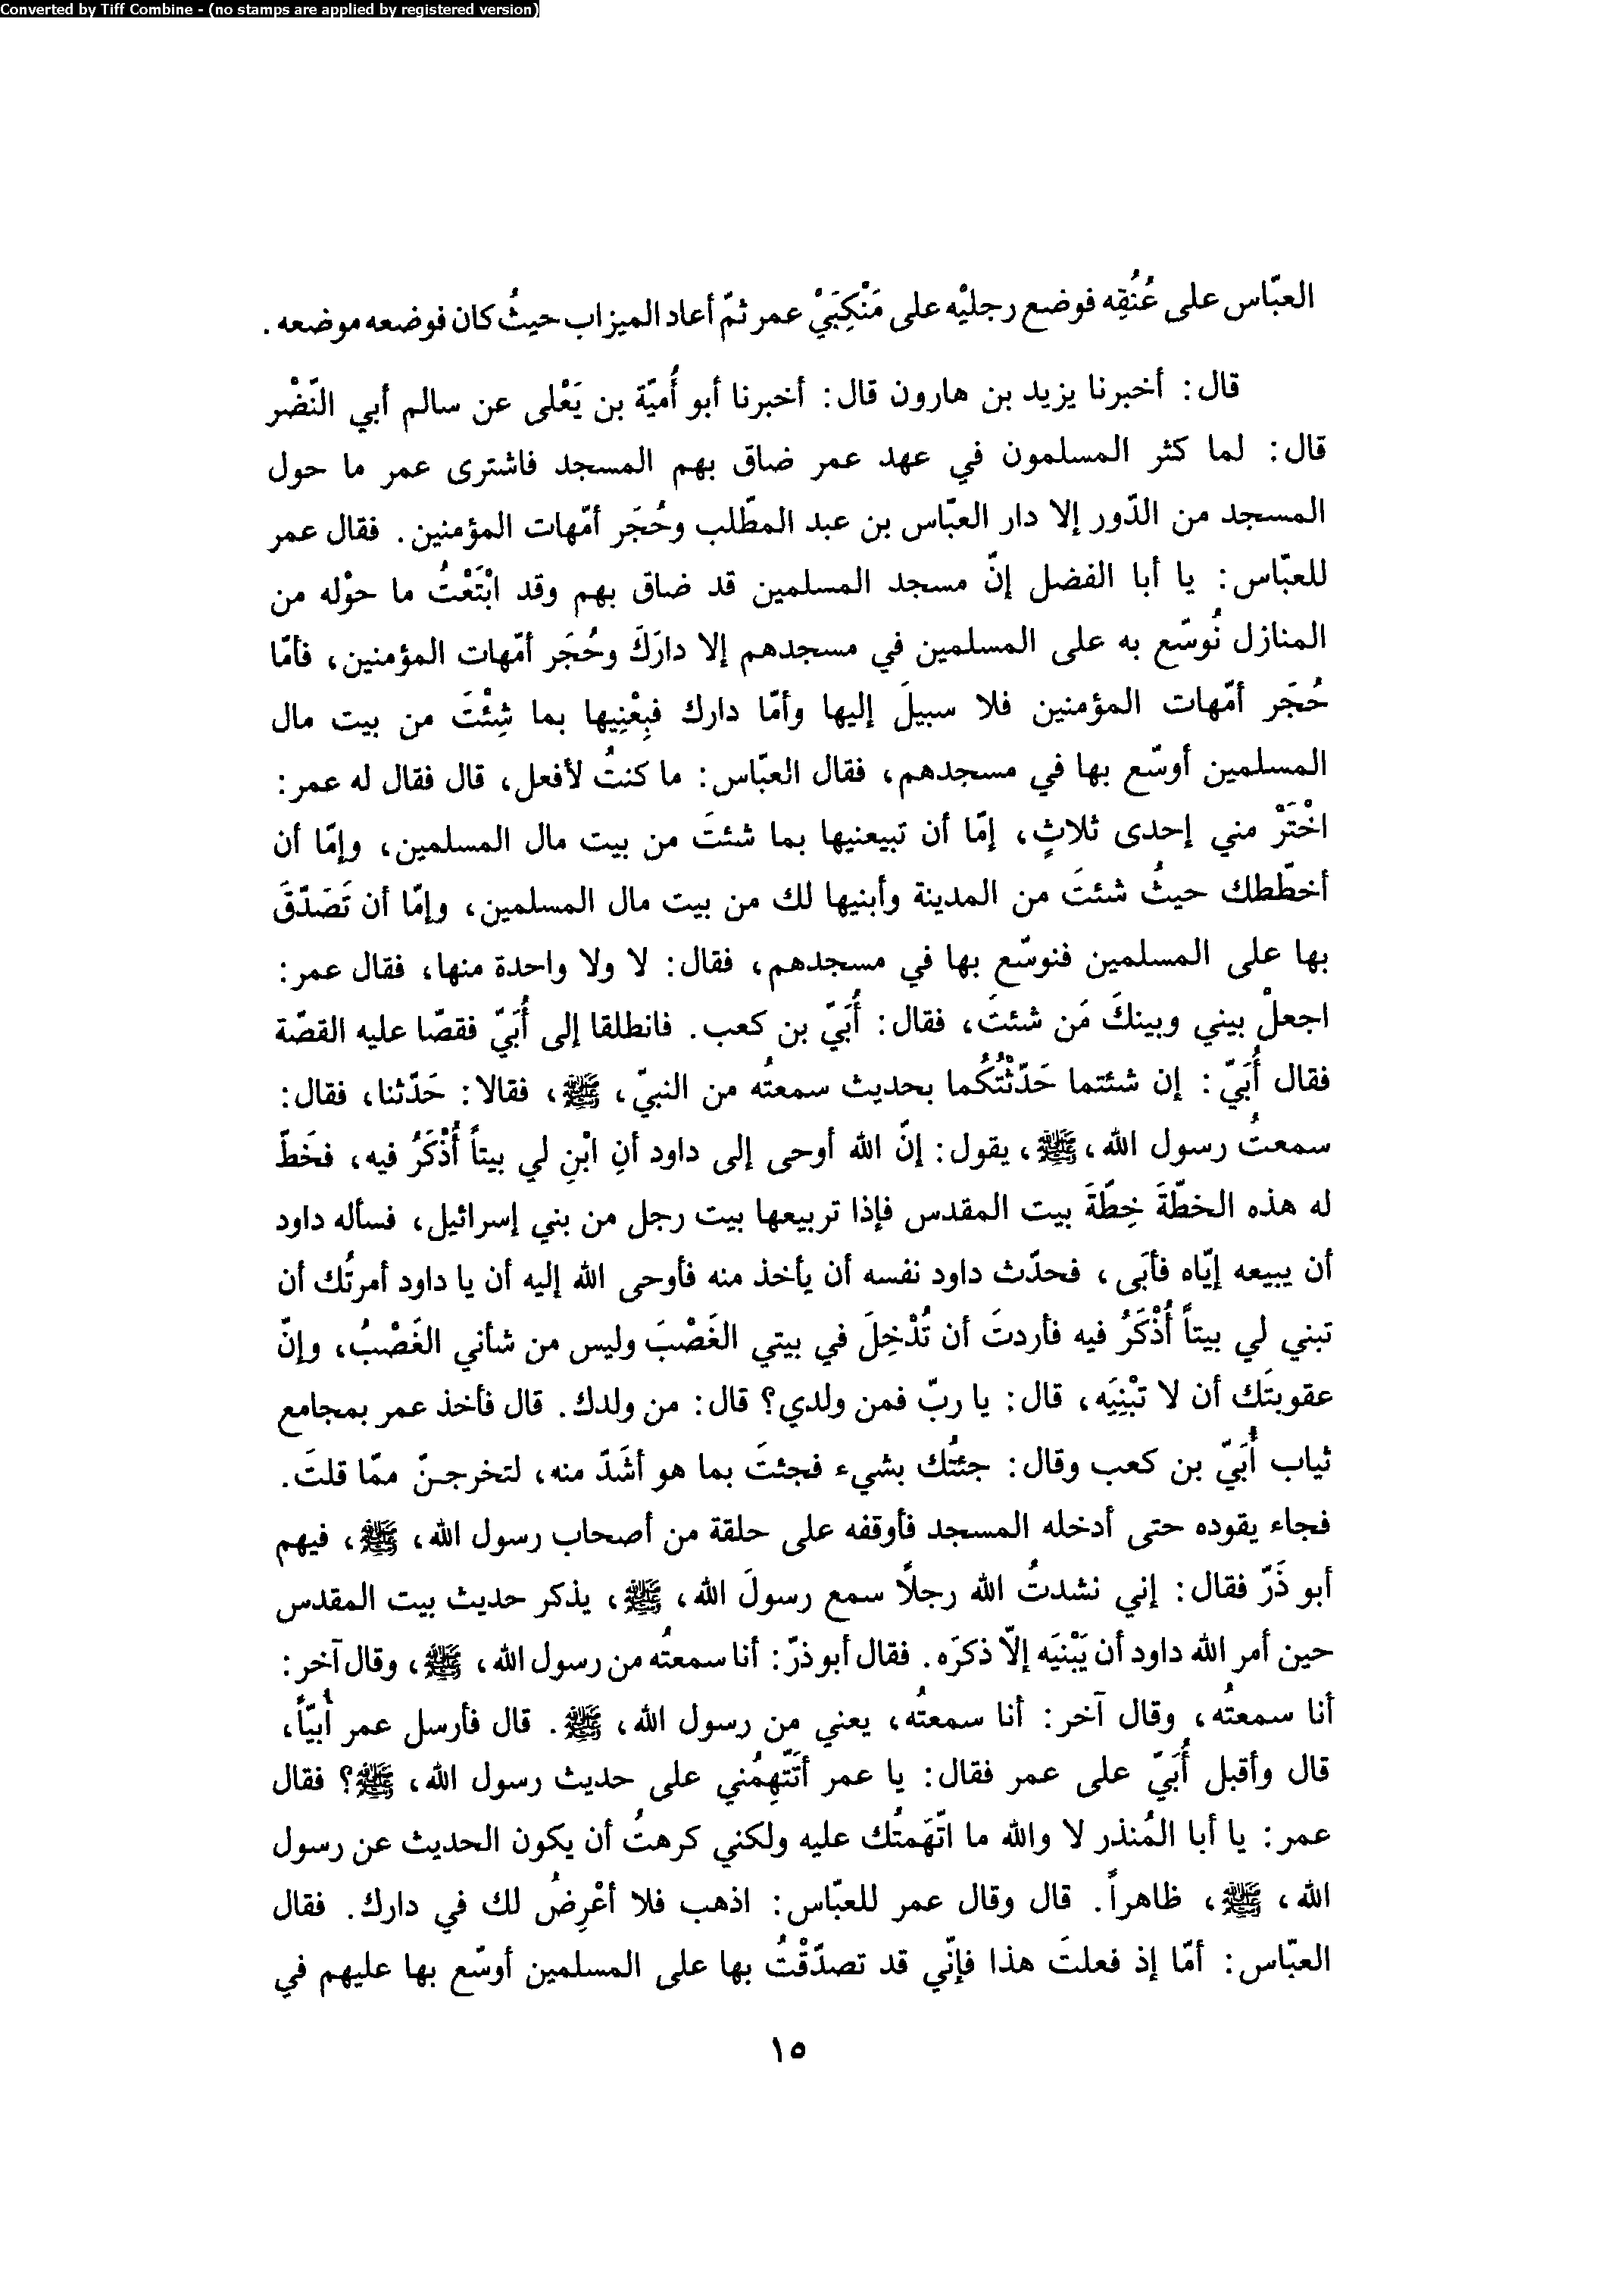 Converted by Tiff Combine - (no stamps are applied by registered version)
العبّاس على عُنُقِه فوضع رجليْه على مَنْكِبَيْ عمر ثمّ أعاد الميزاب حيثُ كان فوضعه موضعه.
قال: أخبرنا يزيد بن هارون قال: أخبرنا أبو أُميّة بن يَعْلى عن سالم أبي النّضْر
قال: لما كثر المسلمون في عهد عمر ضاق بهم المسجد فاشترى عمر ما حول
المسجد من الدّور إلا دار العبّاس بن عبد المطّلب وحُجَر أمّهات المؤمنين. فقال عمر
للعبّاس: يا أبا الفضل إنّ مسجد المسلمين قد ضاق بهم وقد ابْتَعْتُ ما حوْله من
المنازل نُوسّع به على المسلمين في مسجدهم إلا دارَكَ وحُجَر أمّهات المؤمنين، فأمّا
حُجَر أمّهات المؤمنين فلا سبيلَ إليها وأمّا دارك فبِعْنِيها بما شِئْتَ من بيت مال
المسلمين أوسّع بها في مسجدهم، فقال العبّاس: ما كنتُ لأفعل، قال فقال له عمر:
اخْتَرْ مني إحدى ثلاثٍ، إمّا أن تبيعنيها بما شئتَ من بيت مال المسلمين، وإمّا أن
أخطّطك حيثُ شئتَ من المدينة وأبنيها لك من بيت مال المسلمين، وإمّا أن تَصَدّقَ
بها على المسلمين فنوسّع بها في مسجدهم، فقال: لا ولا واحدة منها، فقال عمر:
اجعلْ بيني وبينكَ مَن شئتَ، فقال: أُبَيّ بن كعب. فانطلقا إلى أُبَيّ فقصّا عليه القصّة
فقال أُبَيّ: إن شئتما حَدّثْتُكُما بحديث سمعتُه من النبيّ، ﷺ، فقالا: حَدّثنا، فقال:
سمعتُ رسول الله، ﷺ، يقول: إنّ الله أوحى إلى داود أنِ ابْنِ لي بيتاً أُذْكَرُ فيه، فخَطّ
له هذه الخطّةَ خِطّةَ بيت المقدس فإذا تربيعها بيت رجل من بني إسرائيل، فسأله داود
أن يبيعه إيّاه فأبَى، فحدّث داود نفسه أن يأخذ منه فأوحى الله إليه أن يا داود أمرتُك أن
تبني لي بيتاً أُذْكَرُ فيه فأردتَ أن تُدْخِلَ في بيتي الغَصْبَ وليس من شأني الغَصْبُ، وإنّ
عقوبتَك أن لا تبْنِيَه، قال: يا ربّ فمن ولدي؟ قال: من ولدك. قال فأخذ عمر بمجامع
ثياب أُبَيّ بن كعب وقال: جئتُك بشيء فجئتَ بما هو أشَدّ منه، لتخرجنّ ممّا قلتَ.
فجاء يقوده حتى أدخله المسجد فأوقفه على حلقة من أصحاب رسول الله، ﷺ، فيهم
أبو ذَرّ فقال: إني نشدتُ الله رجلاً سمع رسولَ الله، ﷺ، يذكر حديث بيت المقدس
حين أمر الله داود أن يَبْنيَه إلاّ ذكرَه. فقال أبو ذرّ: أنا سمعتُه من رسول الله، ﷺ، وقال آخر:
أنا سمعتُه، وقال آخر: أنا سمعتُه، يعني من رسول الله، ﷺ. قال فأرسل عمر أُبيّاً،
قال وأقبل أُبَيّ على عمر فقال: يا عمر أتَتّهِمُني على حديث رسول الله، ﷺ؟ فقال
عمر: يا أبا المُنذر لا والله ما اتّهَمتُك عليه ولكني كرهتُ أن يكون الحديث عن رسول
الله، ﷺ، ظاهراً. قال وقال عمر للعبّاس: اذهب فلا أعْرِضُ لك في دارك. فقال
العبّاس: أمّا إذ فعلتَ هذا فإنّي قد تصدّقْتُ بها على المسلمين أوسّع بها عليهم في
١٥